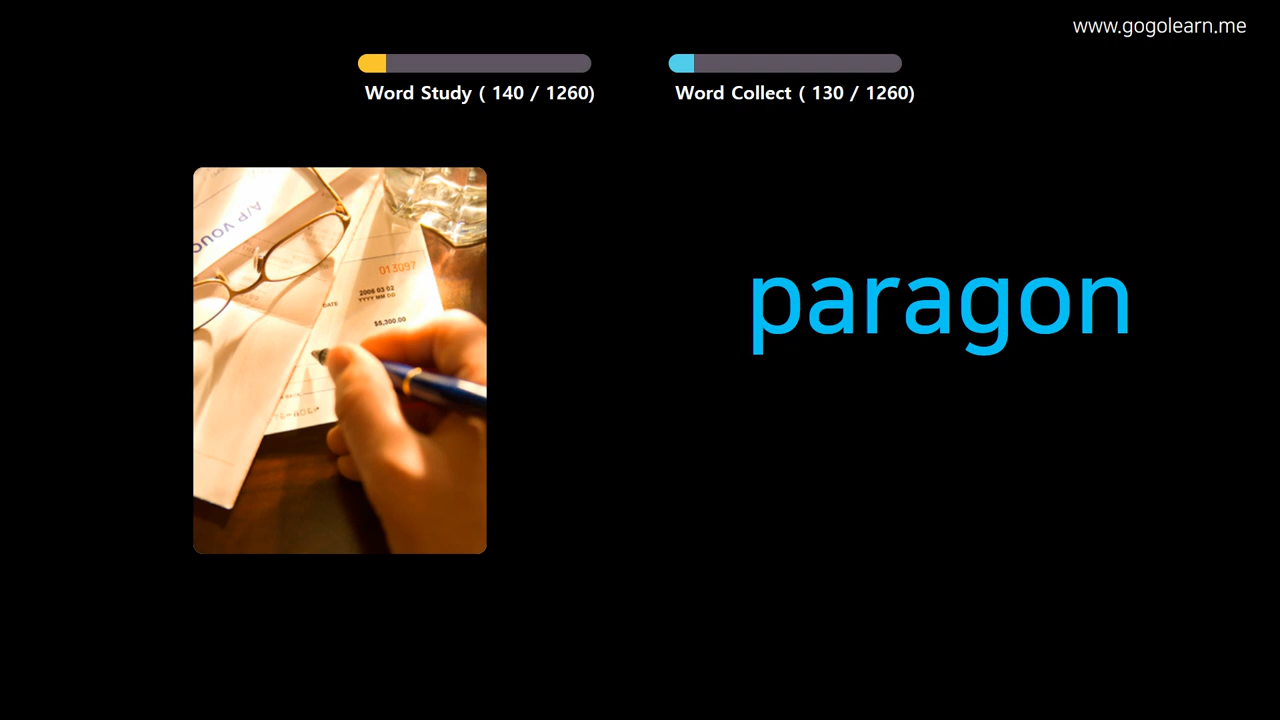 www.gogolearn.me
Word Study ( 140 / 1260)
Word Collect ( 130 / 1260)
A/P VOUC
013097
2006 03 02
YYYY MM DD
DATE
$5,300.00
paragon